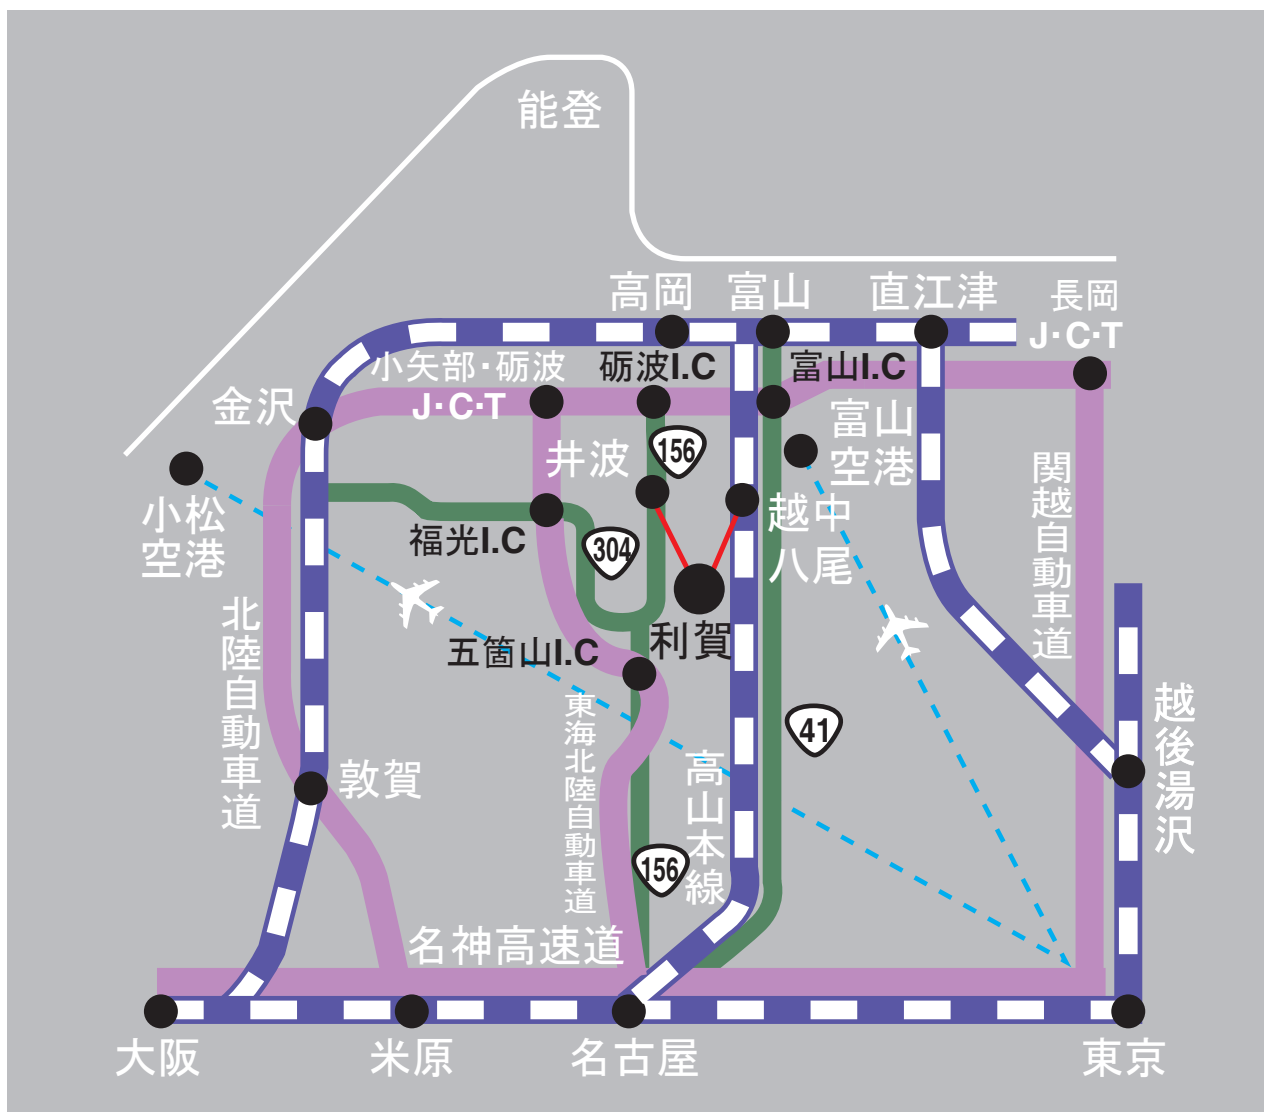 能登
高岡
富山
直江津
長岡
J・C・T
小矢部・砺波
J・C・T
砺波I.C
富山I.C
金沢
富山
空港
井波
156
小松
空港
福光I.C
304
越中
八尾
関越自動車道
北陸自動車道
五箇山I.C
利賀
東海北陸自動車道
41
越後湯沢
敦賀
高山本線
156
名神高速道
大阪
米原
名古屋
東京